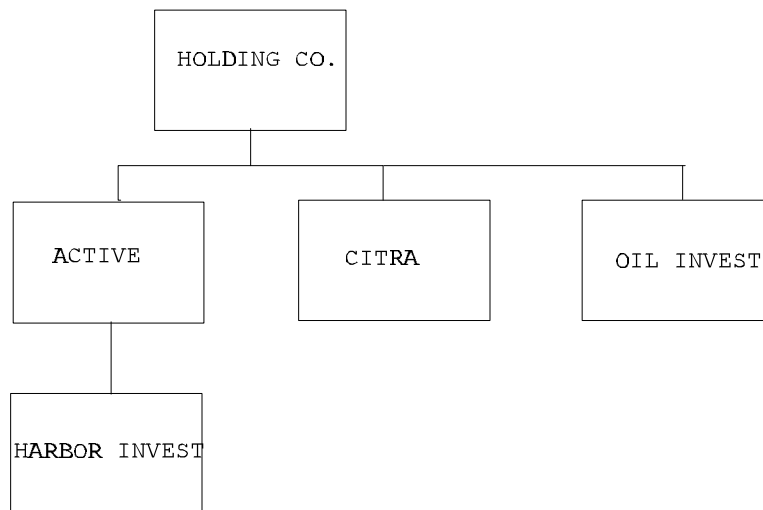 HOLDING CO.
ACTIVE
CITRA
OIL INVEST
HARBOR INVEST